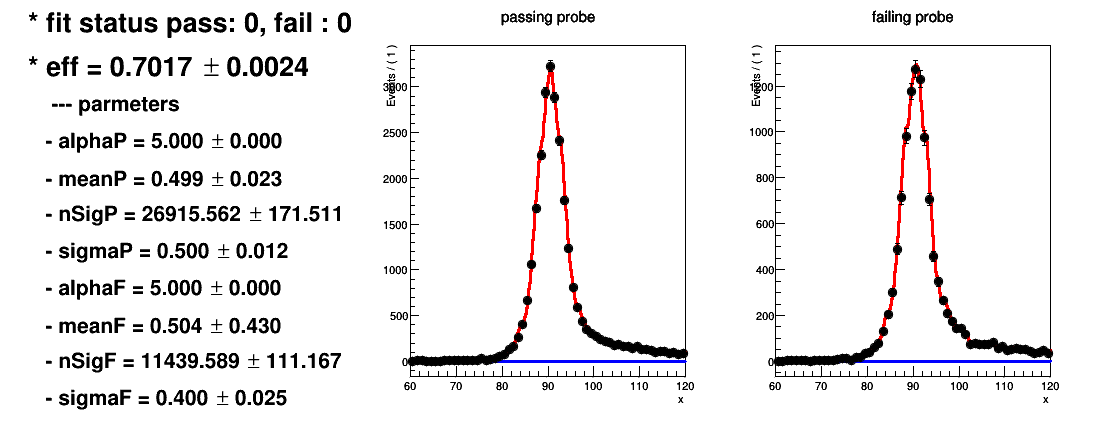 * fit status pass: 0, fail : 0
* eff = 0.7017 ± 0.0024
--- parmeters
- alphaP = 5.000 ± 0.000
- meanP = 0.499 ± 0.023
- nSigP = 26915.562 ± 171.511
- sigmaP = 0.500 ± 0.012
- alphaF = 5.000 ± 0.000
- meanF = 0.504 ± 0.430
- nSigF = 11439.589 ± 111.167
- sigmaF = 0.400 ± 0.025
passing probe
Events / ( 1 )
3000
2500
2000
1500
1000
500
0
60 70 80 90 100 110 120
x
failing probe
Events / ( 1 )
1200
1000
800
600
400
200
0
60 70 80 90 100 110 120
x